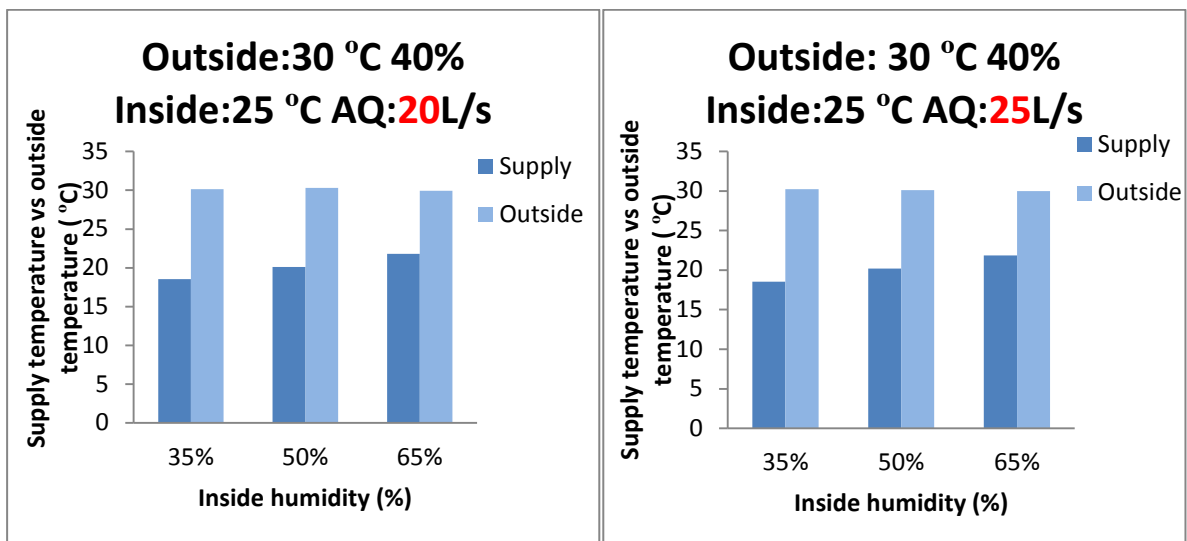 Outside:30 °C 40%
Inside:25 °C AQ:20L/s
Supply temperature vs outside
temperature ( °C)
35
30
25
20
15
10
5
0
35%
50%
65%
Inside humidity (%)
Supply
Outside
Outside: 30 °C 40%
Inside:25 °C AQ:25L/s
Supply temperature vs outside
temperature ( °C)
35
30
25
20
15
10
5
0
35%
50%
65%
Inside humidity (%)
Supply
Outside